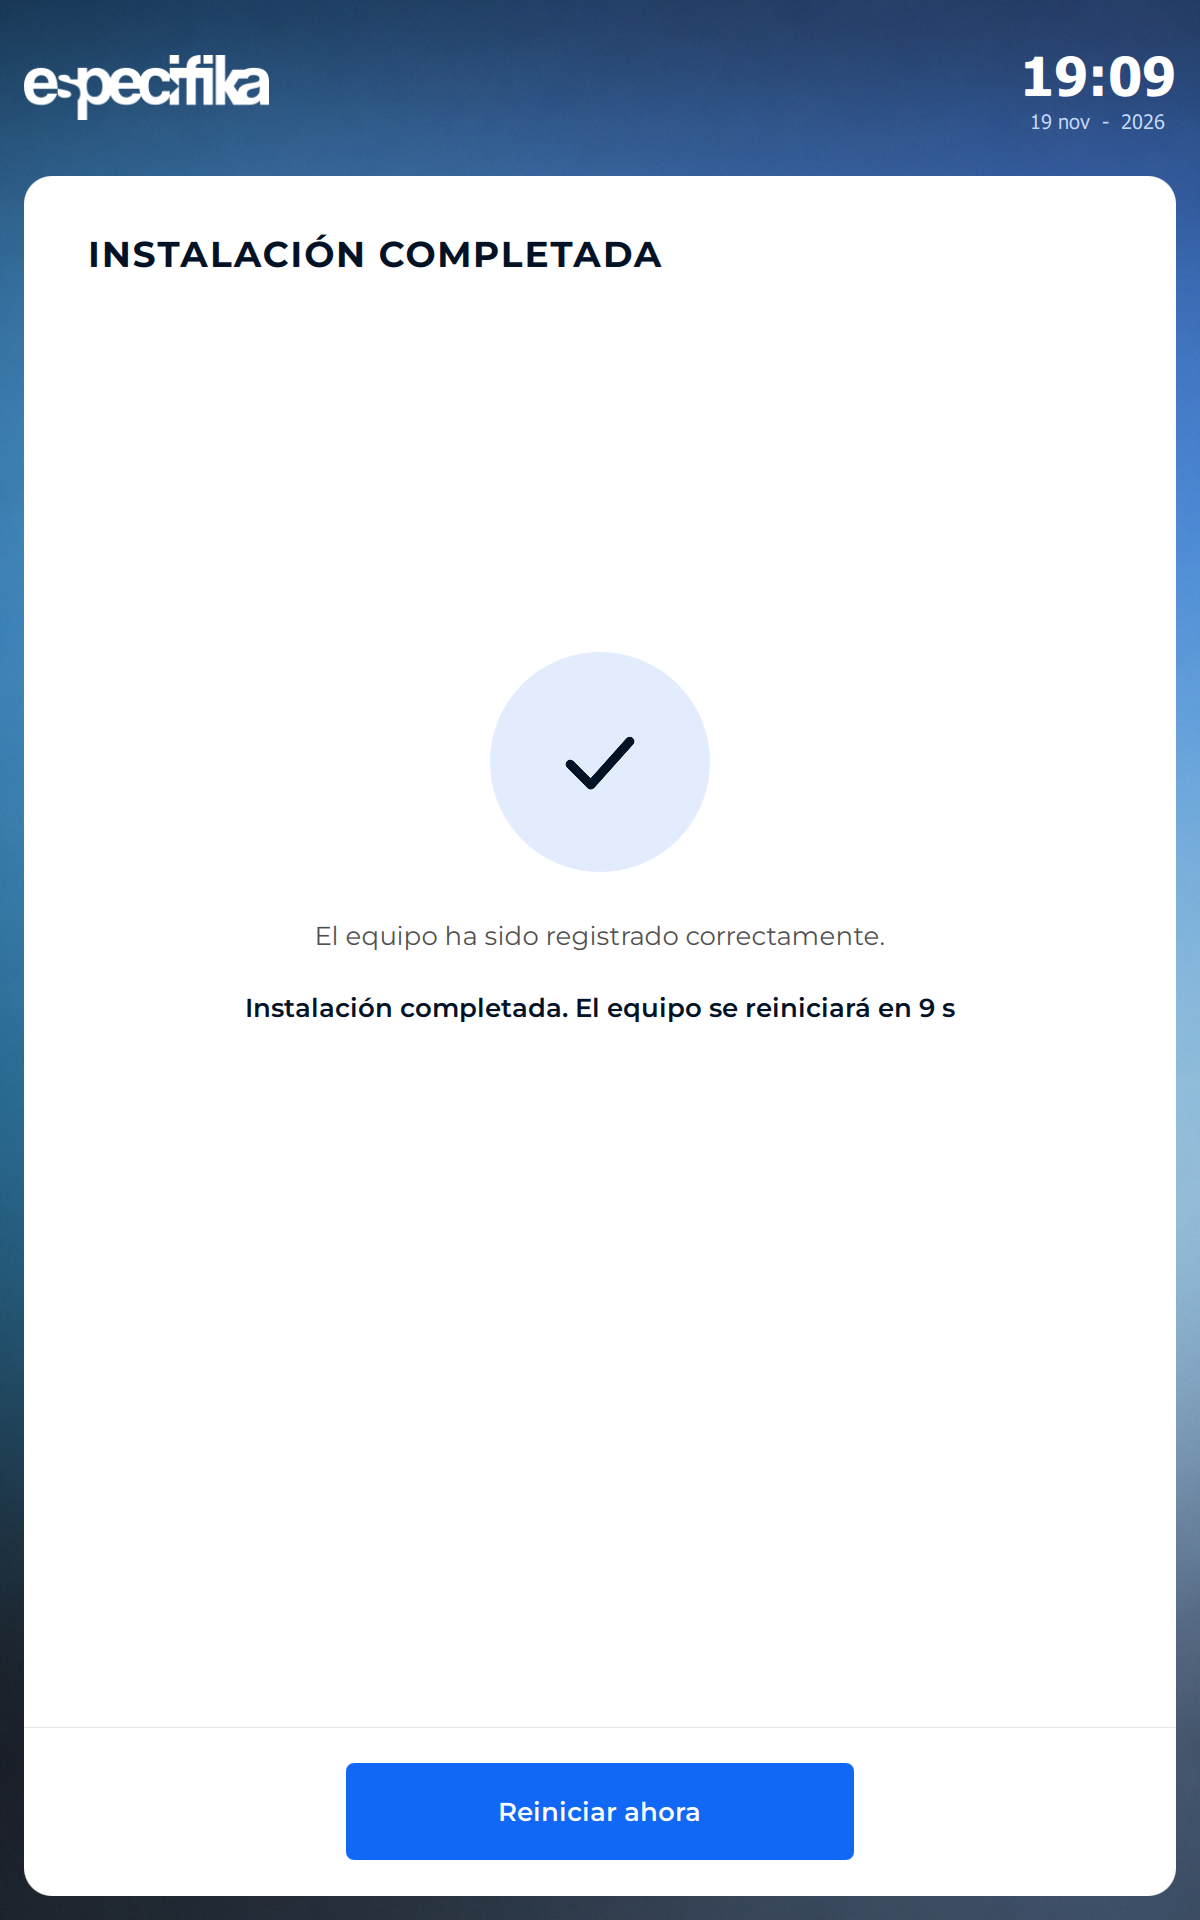 especifika
19:09
19 nov - 2026
INSTALACIÓN COMPLETADA
El equipo ha sido registrado correctamente.
Instalación completada. El equipo se reiniciará en 9 s
Reiniciar ahora